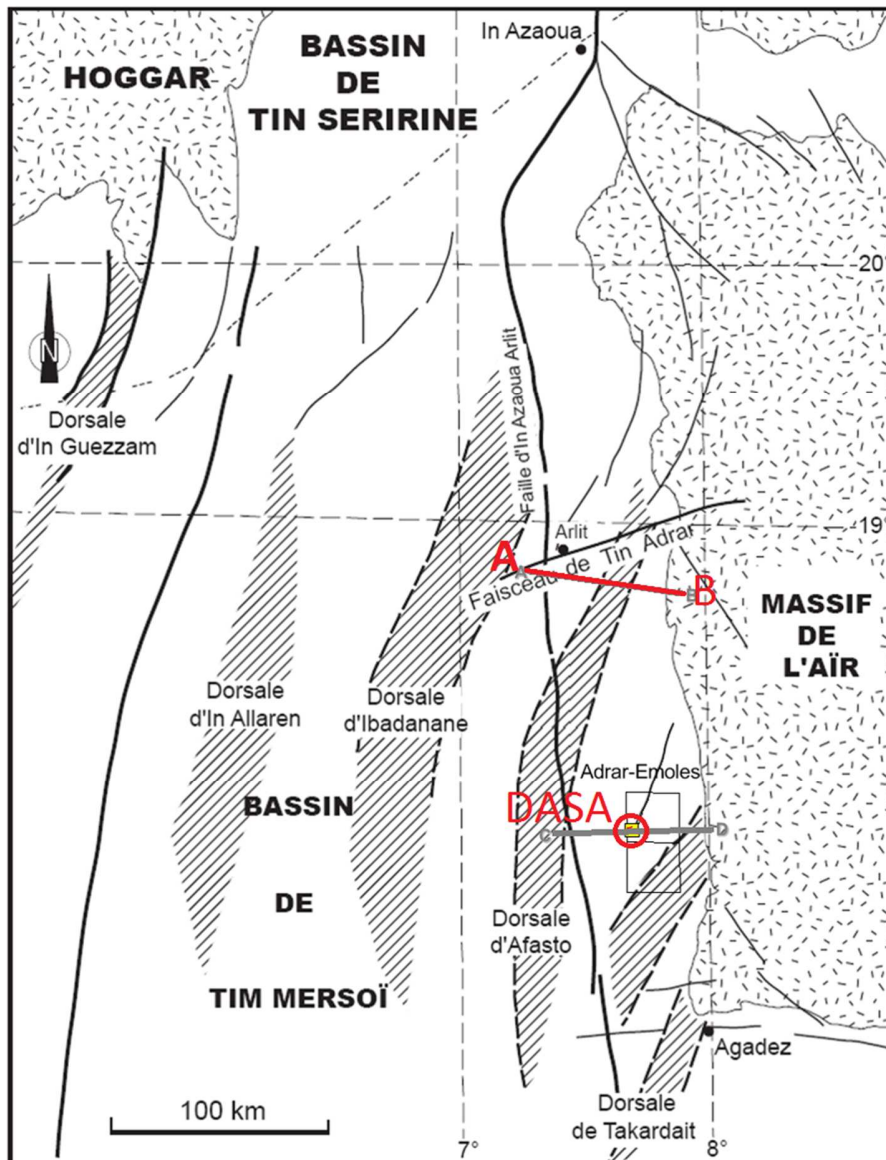 In Azaoua
BASSIN
DE
TIN SERIRINE
HOGGAR
20°
N
Dorsale
d'In Guezzam
Faille d'In Azaoua Arlit
19°
Arlit
Faisceau de Tin Adrar
A
A
B
B
MASSIF
DE
L'AÏR
Dorsale
d'In Allaren
Dorsale
d'Ibadanane
Adrar-Emoles
DASA
C
D
BASSIN
DE
TIM MERSOÏ
Dorsale
d'Afasto
Agadez
100 km
Dorsale
de Takardait
7°
8°